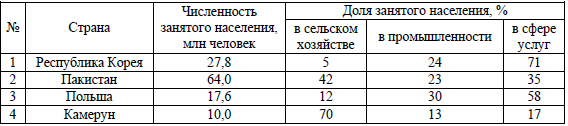 № Страна Численность занятого населения, млн человек Доля занятого населения, %
в сельском хозяйстве в промышленности в сфере услуг
1 Республика Корея 27,8 5 24 71
2 Пакистан 64,0 42 23 35
3 Польша 17,6 12 30 58
4 Камерун 10,0 70 13 17